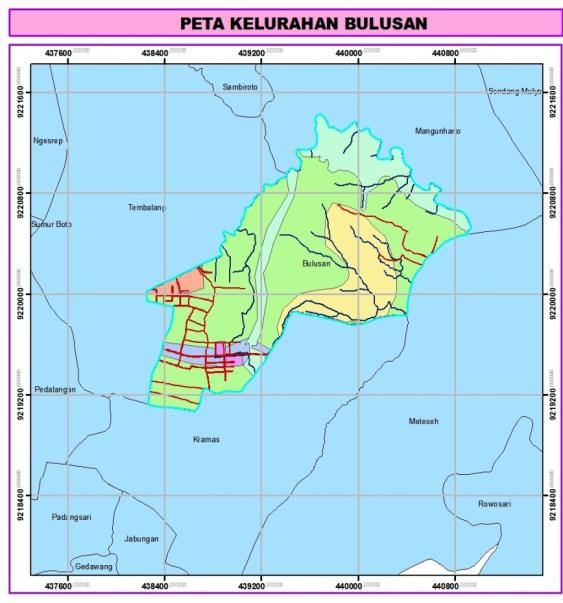 PETA KELURAHAN BULUSAN
437600 438400 439200 440000 440800
9221600 9221600
Sambiroto
Sendang Mulyo
Mangunharjo
Ngesrep
9220800 9220800
Tembalang
Sumur Boto
Bulusan
9220000 9220000
9219200 9219200
Pedalangan
Meteseh
Kramas
9218400 9218400
Rowosari
Padangsari
Jabungan
Gedawang
437600 438400 439200 440000 440800